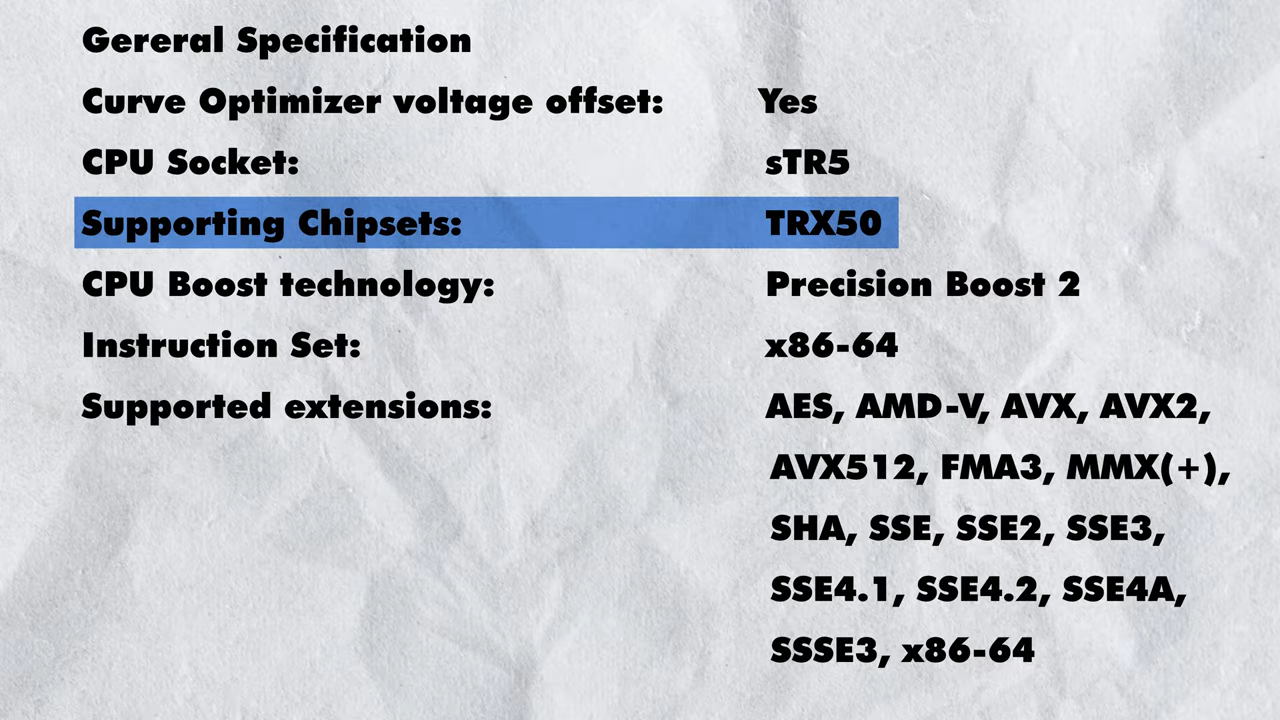 Gereral Specification
Curve Optimizer voltage offset: Yes
CPU Socket: sTR5
Supporting Chipsets: TRX50
CPU Boost technology: Precision Boost 2
Instruction Set: x86-64
Supported extensions: AES, AMD-V, AVX, AVX2,
AVX512, FMA3, MMX(+),
SHA, SSE, SSE2, SSE3,
SSE4.1, SSE4.2, SSE4A,
SSSE3, x86-64